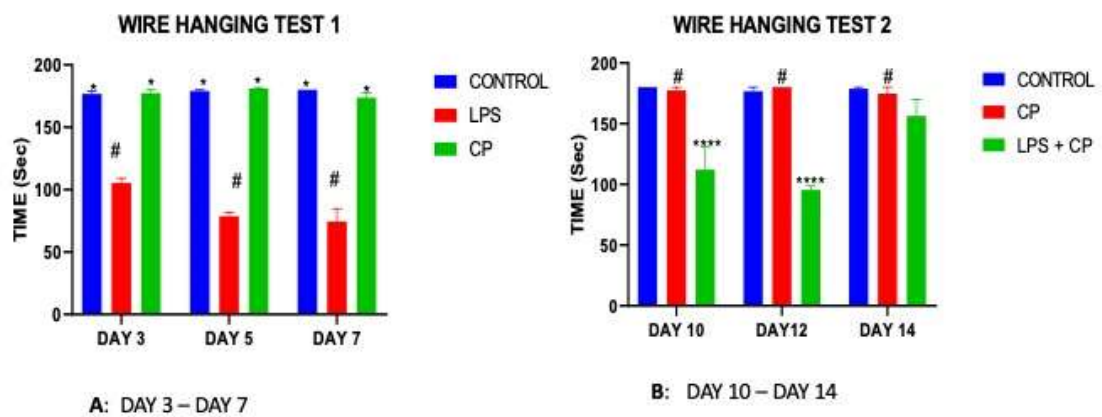 WIRE HANGING TEST 1
200
150
100
50
0
TIME (Sec)
* * * * * *
# # #
DAY 3 DAY 5 DAY 7
CONTROL
LPS
CP
A: DAY 3 – DAY 7
WIRE HANGING TEST 2
200
150
100
50
0
TIME (Sec)
# # #
**** ****
DAY 10 DAY12 DAY 14
CONTROL
CP
LPS + CP
B: DAY 10 – DAY 14